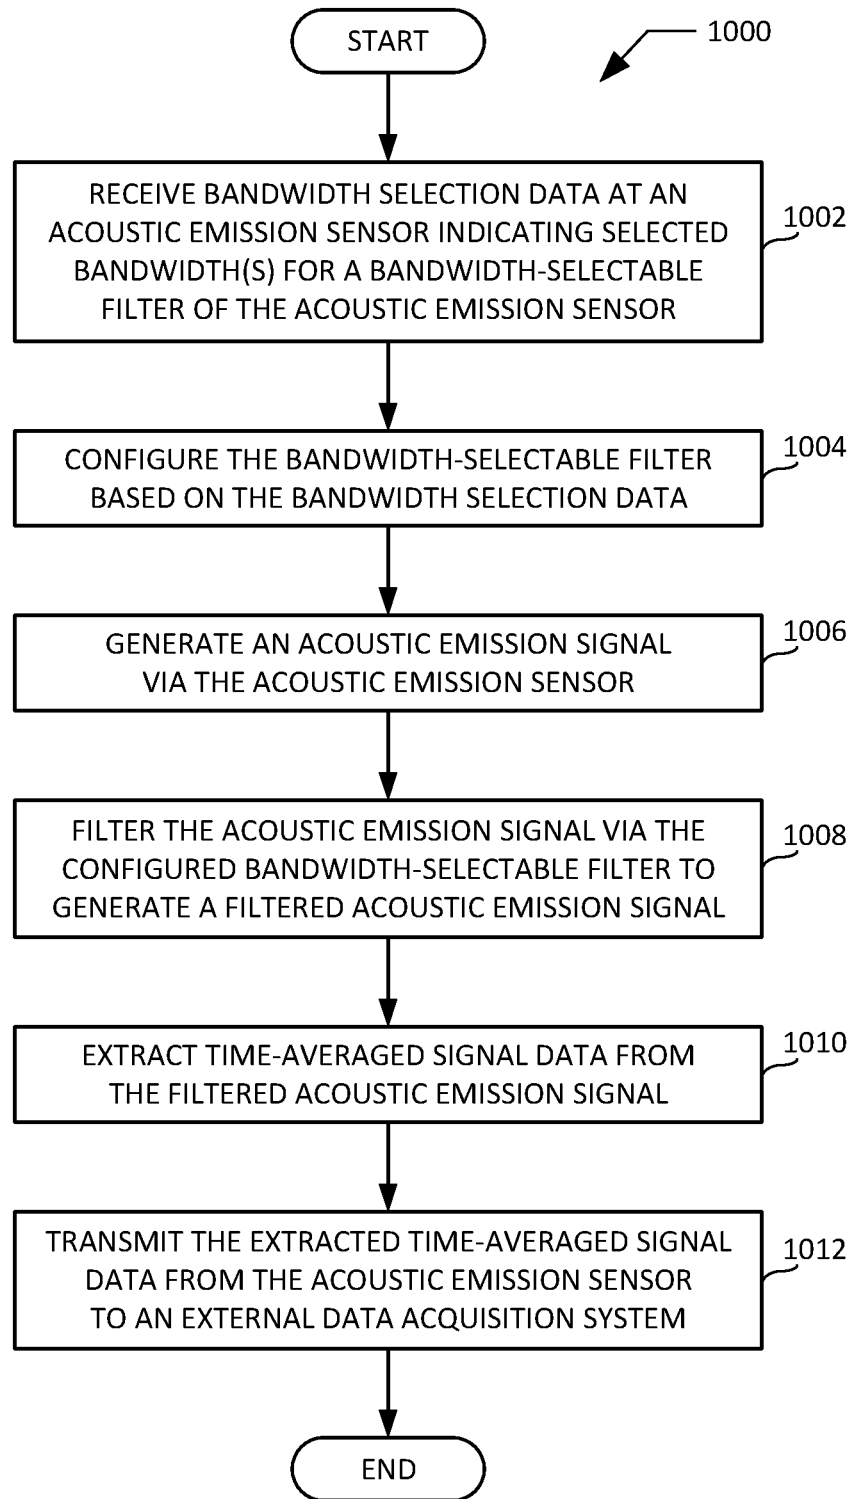 START
1000
RECEIVE BANDWIDTH SELECTION DATA AT AN
ACOUSTIC EMISSION SENSOR INDICATING SELECTED
BANDWIDTH(S) FOR A BANDWIDTH-SELECTABLE
FILTER OF THE ACOUSTIC EMISSION SENSOR
1002
CONFIGURE THE BANDWIDTH-SELECTABLE FILTER
BASED ON THE BANDWIDTH SELECTION DATA
1004
GENERATE AN ACOUSTIC EMISSION SIGNAL
VIA THE ACOUSTIC EMISSION SENSOR
1006
FILTER THE ACOUSTIC EMISSION SIGNAL VIA THE
CONFIGURED BANDWIDTH-SELECTABLE FILTER TO
GENERATE A FILTERED ACOUSTIC EMISSION SIGNAL
1008
EXTRACT TIME-AVERAGED SIGNAL DATA FROM
THE FILTERED ACOUSTIC EMISSION SIGNAL
1010
TRANSMIT THE EXTRACTED TIME-AVERAGED SIGNAL
DATA FROM THE ACOUSTIC EMISSION SENSOR
TO AN EXTERNAL DATA ACQUISITION SYSTEM
1012
END